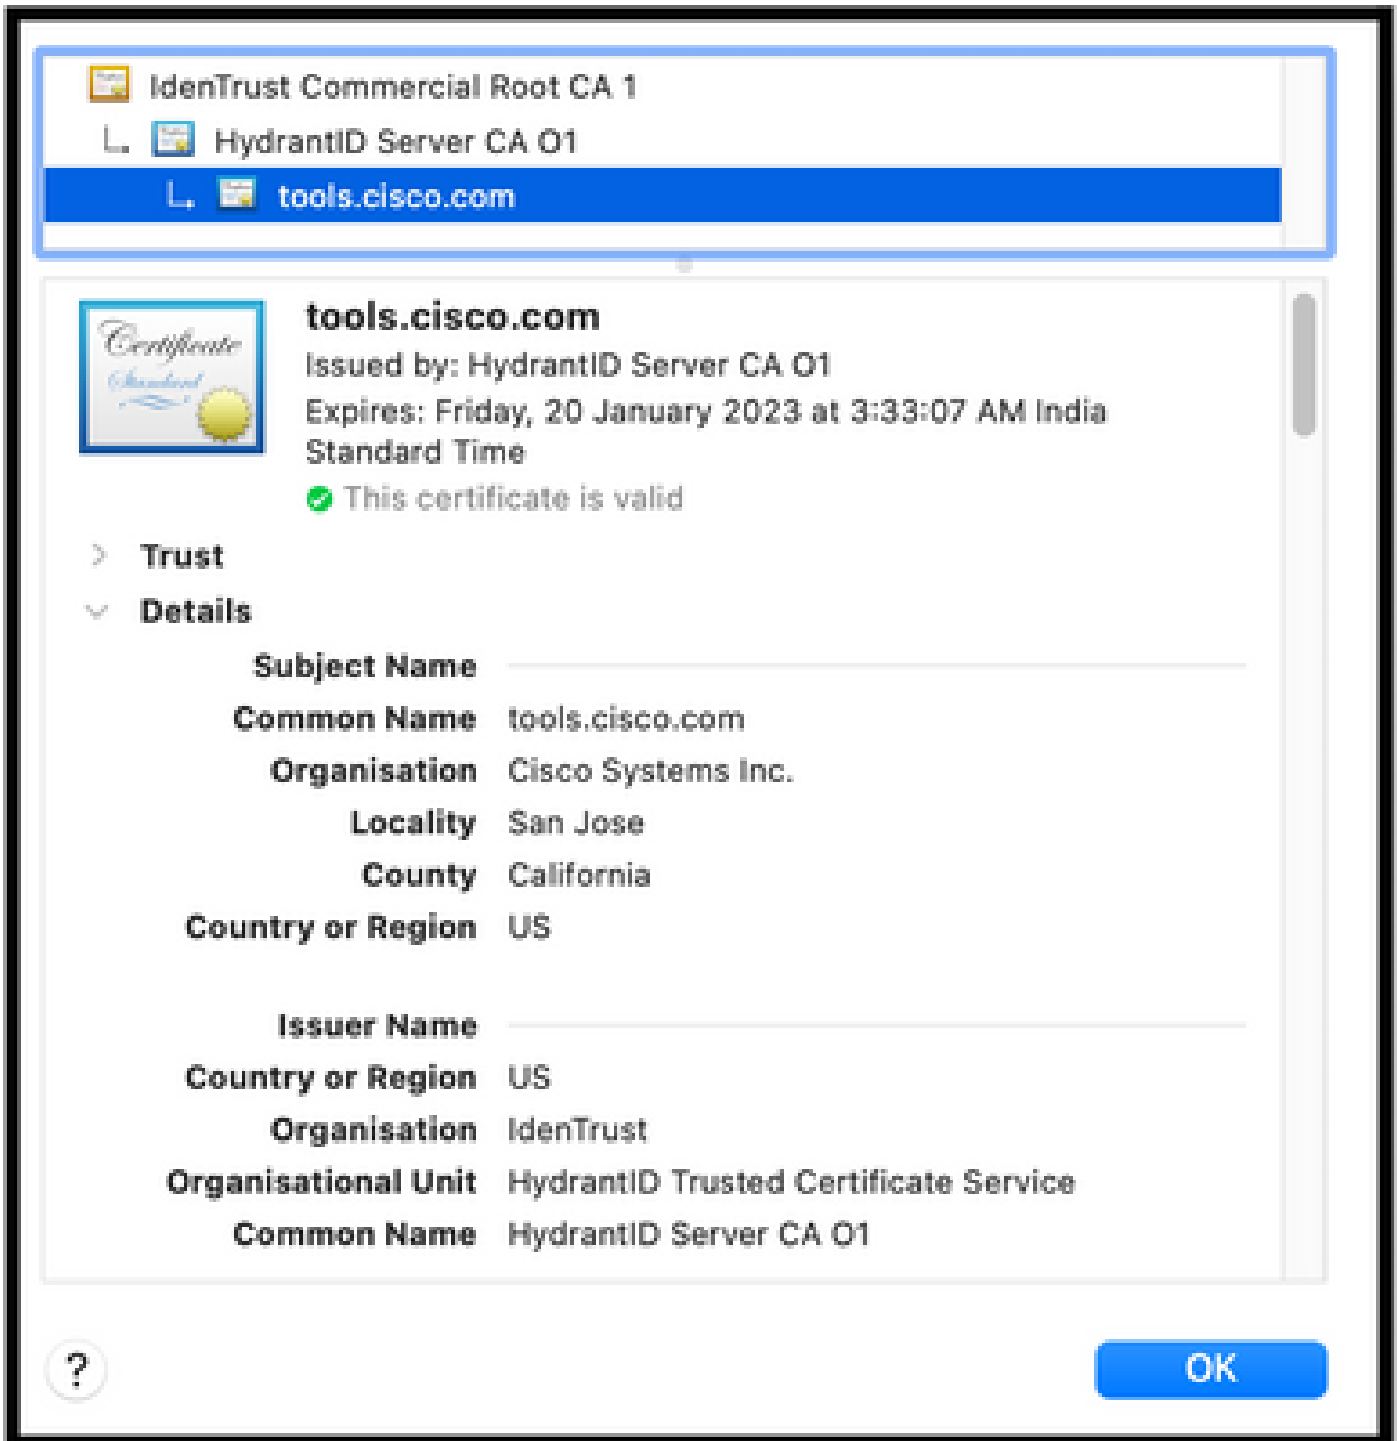 IdenTrust Commercial Root CA 1
HydrantID Server CA O1
tools.cisco.com
Certificate
Standard
tools.cisco.com
Issued by: HydrantID Server CA O1
Expires: Friday, 20 January 2023 at 3:33:07 AM India
Standard Time
This certificate is valid
Trust
Details
Subject Name
Common Name tools.cisco.com
Organisation Cisco Systems Inc.
Locality San Jose
County California
Country or Region US
Issuer Name
Country or Region US
Organisation IdenTrust
Organisational Unit HydrantID Trusted Certificate Service
Common Name HydrantID Server CA O1
?
OK